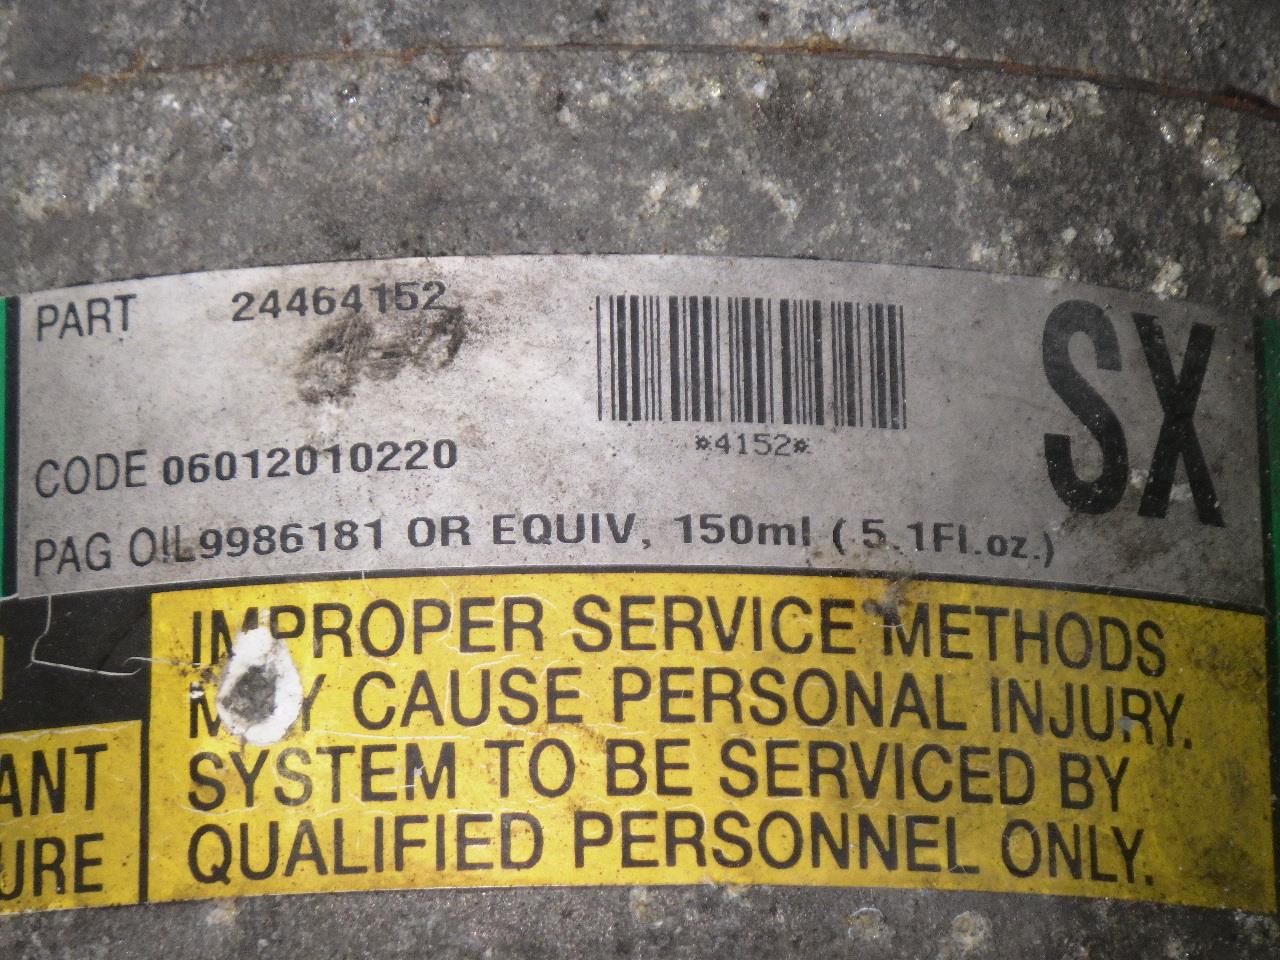 PART 24464152
*4152*
SX
CODE 06012010220
PAG OIL 9986181 OR EQUIV, 150ml ( 5.1Fl.oz.)
IMPROPER SERVICE METHODS
MAY CAUSE PERSONAL INJURY.
SYSTEM TO BE SERVICED BY
QUALIFIED PERSONNEL ONLY.
ANT
URE